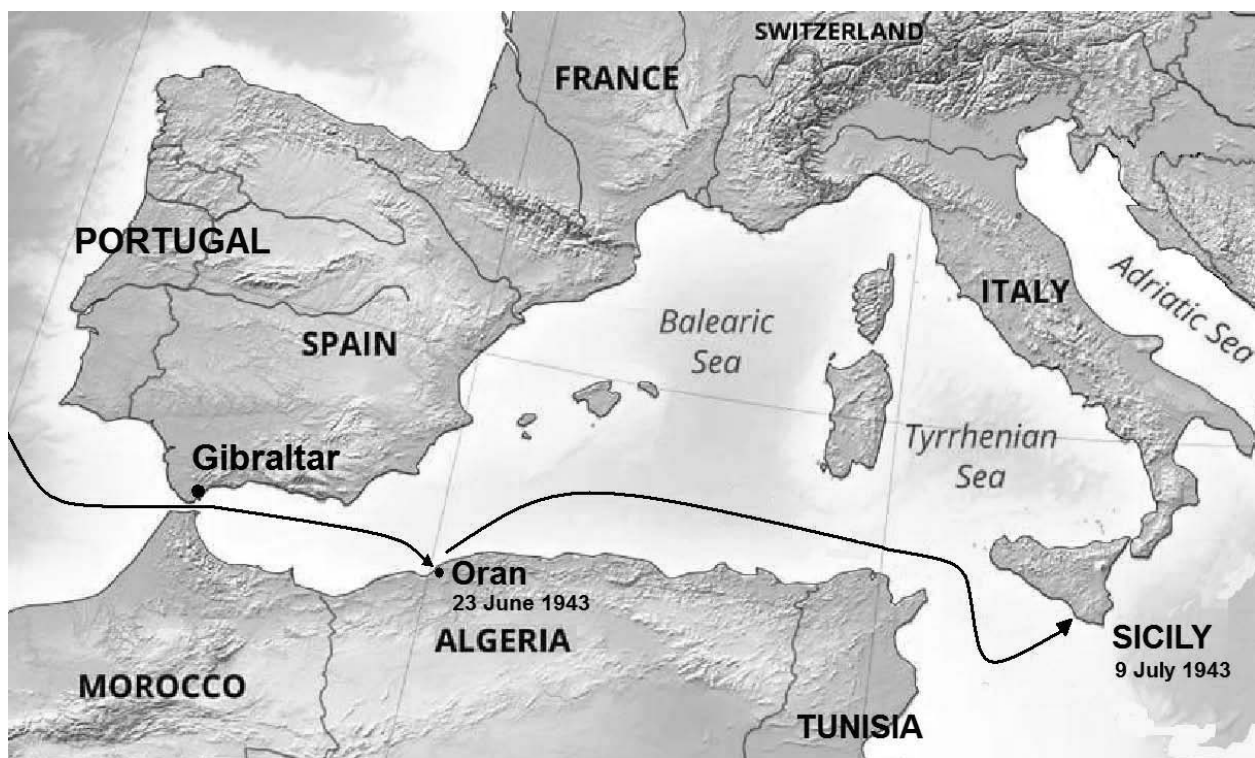 SWITZERLAND
FRANCE
PORTUGAL
ITALY
Adriatic Sea
Balearic
Sea
SPAIN
Tyrrhenian
Sea
Gibraltar
Oran
23 June 1943
ALGERIA
SICILY
9 July 1943
MOROCCO
TUNISIA